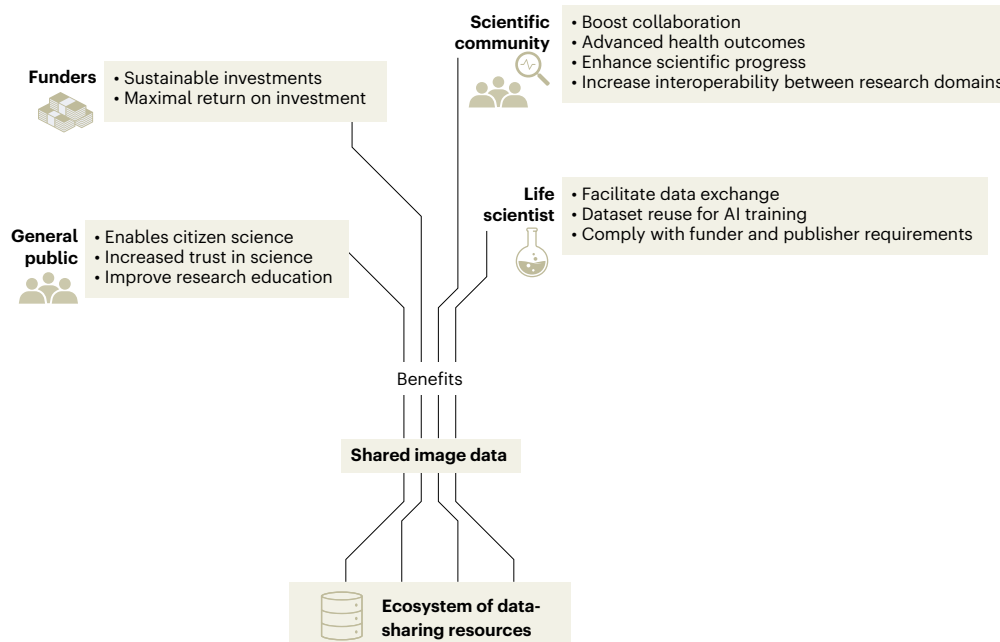 Scientific
community
• Boost collaboration
• Advanced health outcomes
• Enhance scientific progress
• Increase interoperability between research domains
Funders
• Sustainable investments
• Maximal return on investment
Life
scientist
• Facilitate data exchange
• Dataset reuse for AI training
• Comply with funder and publisher requirements
General
public
• Enables citizen science
• Increased trust in science
• Improve research education
Benefits
Shared image data
Ecosystem of data-
sharing resources